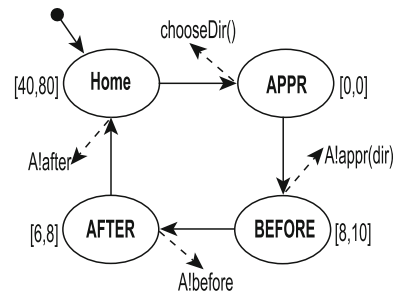 chooseDir()
[40,80]
Home
APPR
[0,0]
A!after
A!appr(dir)
[6,8]
AFTER
BEFORE
[8,10]
A!before